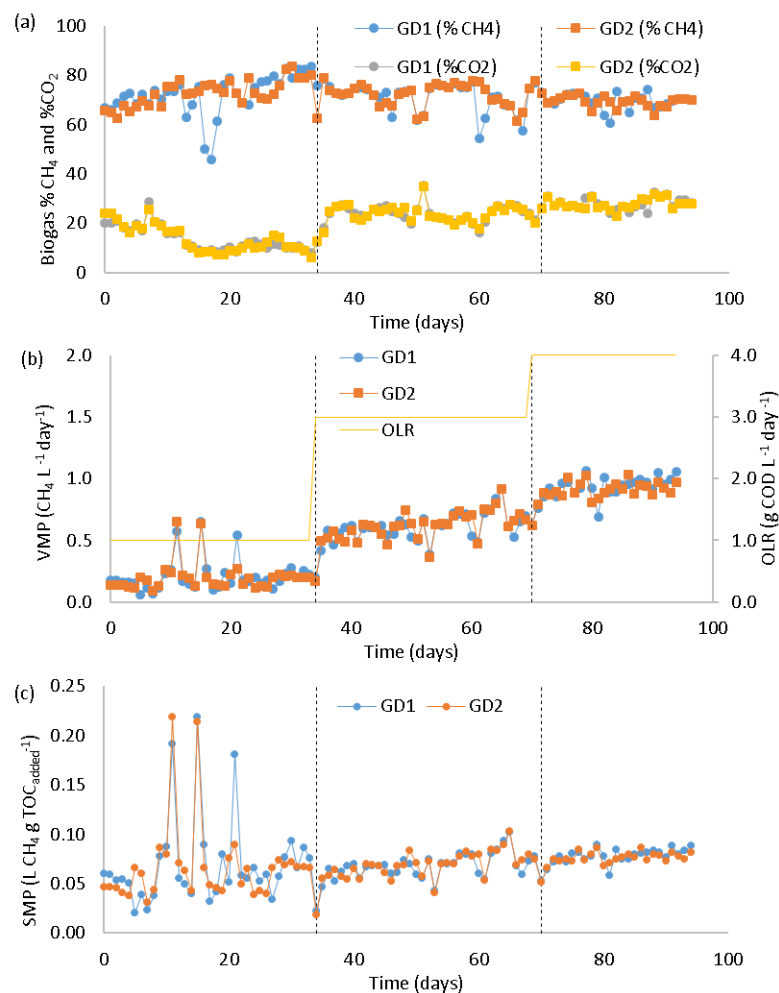 (a)
GD1 (% CH4) GD2 (% CH4)
GD1 (%CO2) GD2 (%CO2)
Biogas % CH₄ and %CO₂
100
80
60
40
20
0
0 20 40 60 80 100
Time (days)
(b)
GD1
GD2
OLR
VMP (CH₄ L⁻¹ day⁻¹)
2.0
1.5
1.0
0.5
0.0
4.0
3.0
2.0
1.0
0.0
OLR (g COD L⁻¹ day⁻¹)
0 20 40 60 80 100
Time (days)
(c)
GD1 GD2
SMP (L CH₄ g TOCadded⁻¹)
0.25
0.20
0.15
0.10
0.05
0.00
0 20 40 60 80 100
Time (days)